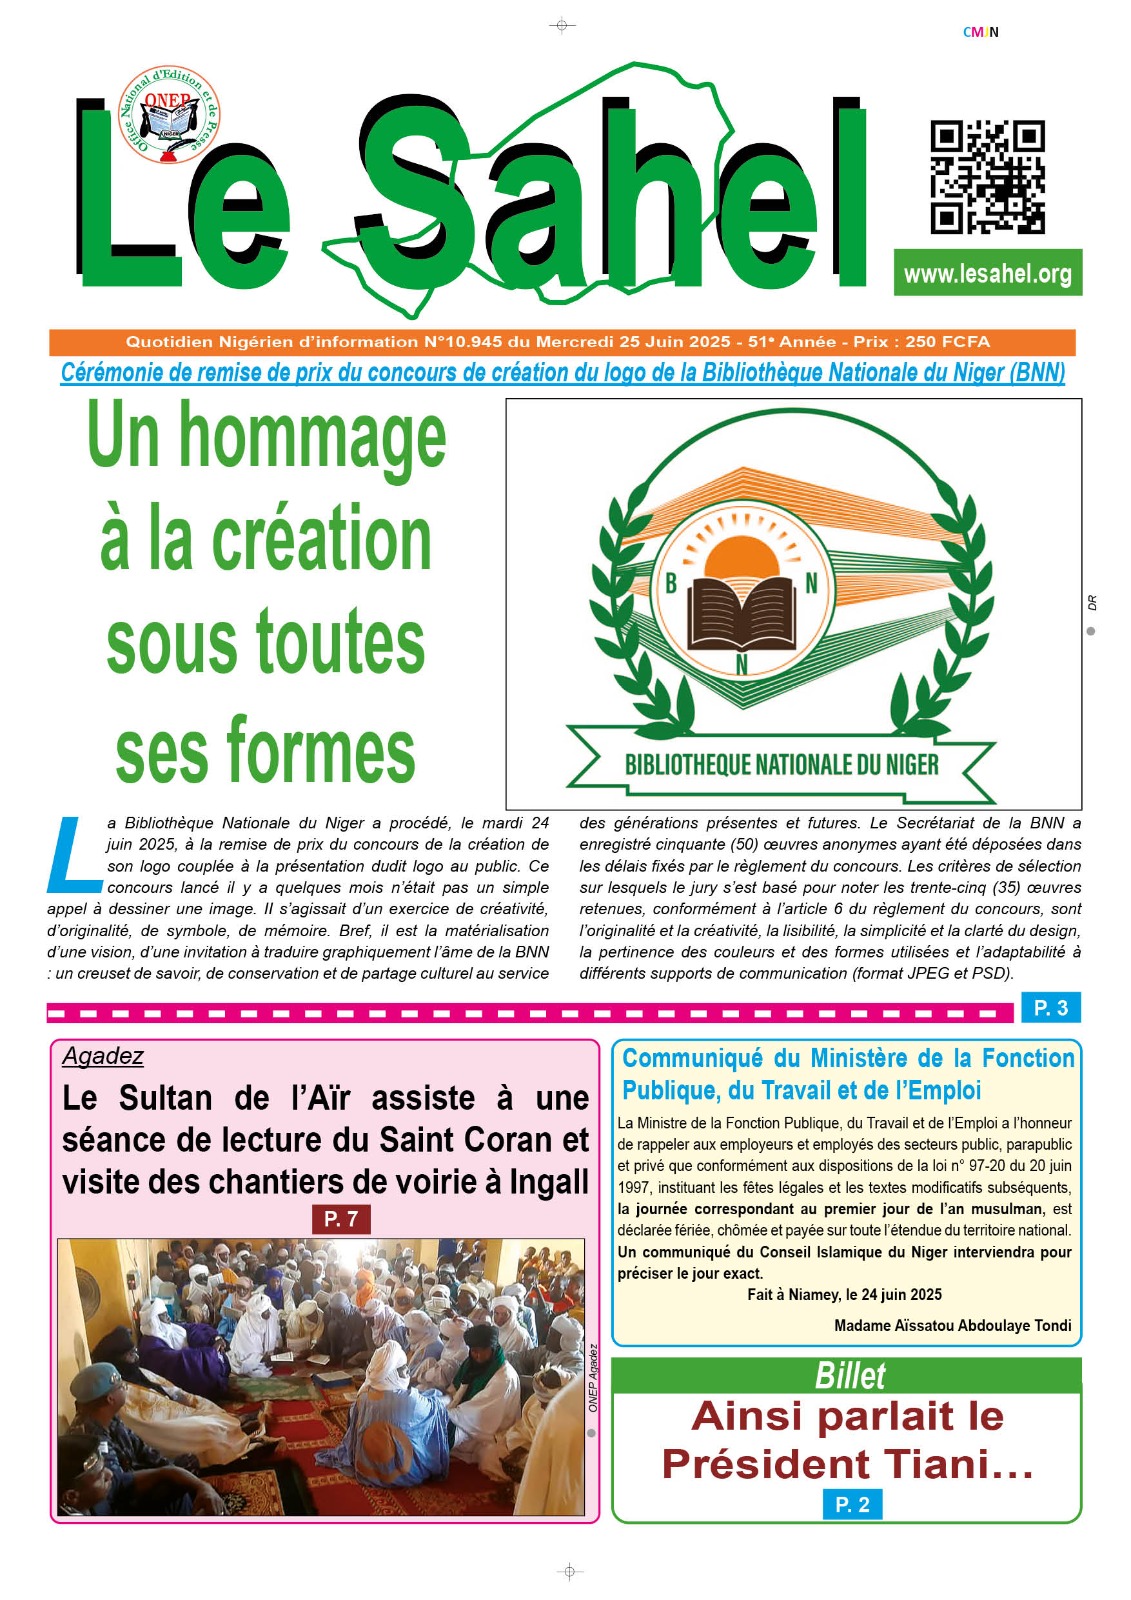 CMJN
Office National d'Edition et de Presse
ONEP
NIGER
Le Sahel
www.lesahel.org
Quotidien Nigérien d'information N°10.945 du Mercredi 25 Juin 2025 - 51e Année - Prix : 250 FCFA
Cérémonie de remise de prix du concours de création du logo de la Bibliothèque Nationale du Niger (BNN)
Un hommage
à la création
sous toutes
ses formes
B N
N
BIBLIOTHEQUE NATIONALE DU NIGER
DR
La Bibliothèque Nationale du Niger a procédé, le mardi 24
juin 2025, à la remise de prix du concours de la création de
son logo couplée à la présentation dudit logo au public. Ce
concours lancé il y a quelques mois n'était pas un simple
appel à dessiner une image. Il s'agissait d'un exercice de créativité,
d'originalité, de symbole, de mémoire. Bref, il est la matérialisation
d'une vision, d'une invitation à traduire graphiquement l'âme de la BNN
: un creuset de savoir, de conservation et de partage culturel au service
des générations présentes et futures. Le Secrétariat de la BNN a
enregistré cinquante (50) œuvres anonymes ayant été déposées dans
les délais fixés par le règlement du concours. Les critères de sélection
sur lesquels le jury s'est basé pour noter les trente-cinq (35) œuvres
retenues, conformément à l'article 6 du règlement du concours, sont
l'originalité et la créativité, la lisibilité, la simplicité et la clarté du design,
la pertinence des couleurs et des formes utilisées et l'adaptabilité à
différents supports de communication (format JPEG et PSD).
P. 3
Agadez
Le Sultan de l'Aïr assiste à une
séance de lecture du Saint Coran et
visite des chantiers de voirie à Ingall
P. 7
ONEP Agadez
Communiqué du Ministère de la Fonction
Publique, du Travail et de l'Emploi
La Ministre de la Fonction Publique, du Travail et de l'Emploi a l'honneur
de rappeler aux employeurs et employés des secteurs public, parapublic
et privé que conformément aux dispositions de la loi n° 97-20 du 20 juin
1997, instituant les fêtes légales et les textes modificatifs subséquents,
la journée correspondant au premier jour de l'an musulman, est
déclarée fériée, chômée et payée sur toute l'étendue du territoire national.
Un communiqué du Conseil Islamique du Niger interviendra pour
préciser le jour exact.
Fait à Niamey, le 24 juin 2025
Madame Aïssatou Abdoulaye Tondi
Billet
Ainsi parlait le
Président Tiani…
P. 2